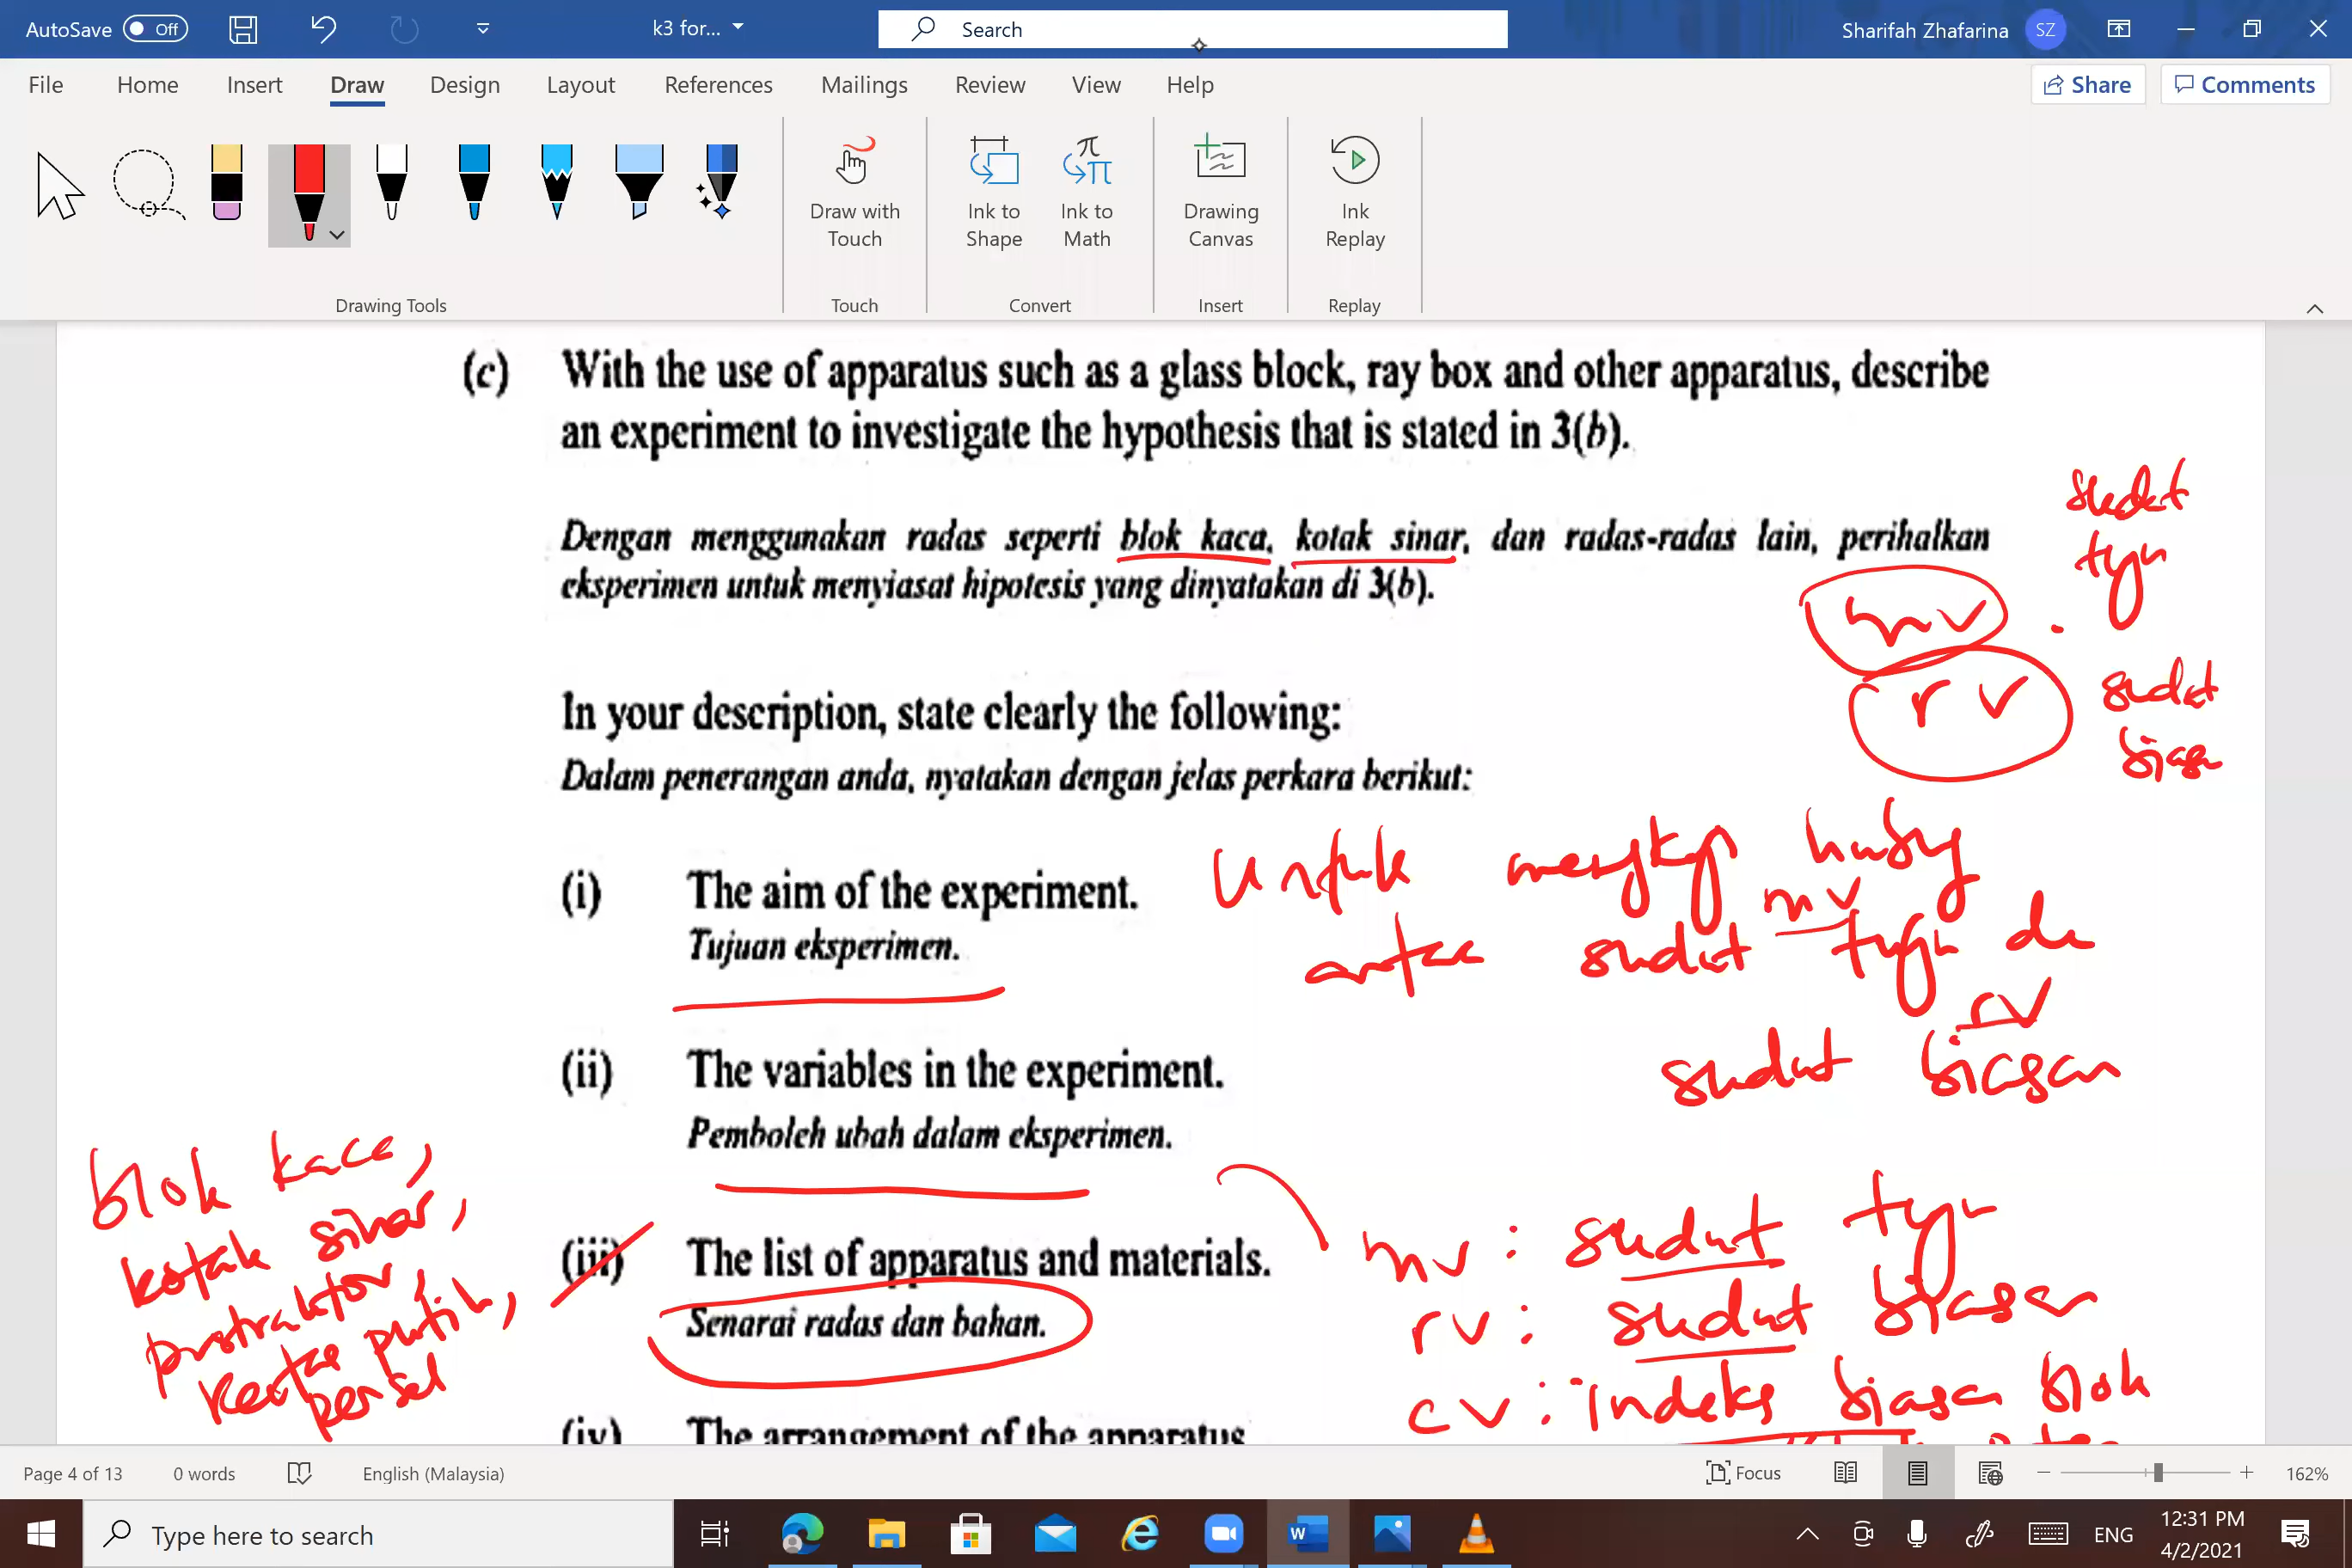 AutoSave Off k3 for... Search Sharifah Zhafarina SZ
File Home Insert Draw Design Layout References Mailings Review View Help Share Comments
Draw with Touch
Ink to Shape
Ink to Math
Drawing Canvas
Ink Replay
Drawing Tools Touch Convert Insert Replay
(c) With the use of apparatus such as a glass block, ray box and other apparatus, describe
an experiment to investigate the hypothesis that is stated in 3(b).
Dengan menggunakan radas seperti blok kaca, kotak sinar, dan radas-radas lain, perihalkan
eksperimen untuk menyiasat hipotesis yang dinyatakan di 3(b).
sudut
mv
rv
sudut
biasan
In your description, state clearly the following:
Dalam penerangan anda, nyatakan dengan jelas perkara berikut:
(i) The aim of the experiment.
Tujuan eksperimen.
Untuk
mv
antara sudut
rv
sudut biasan
(ii) The variables in the experiment.
Pemboleh ubah dalam eksperimen.
mv : sudut
rv : sudut biasan
cv : indeks biasan blok
(iii) The list of apparatus and materials.
Senarai radas dan bahan.
blok kaca,
kotak sinar,
protraktor,
kertas putih,
pensel
(iv) The arrangement of the apparatus
Page 4 of 13 0 words English (Malaysia) Focus 162%
Type here to search ENG 12:31 PM
4/2/2021